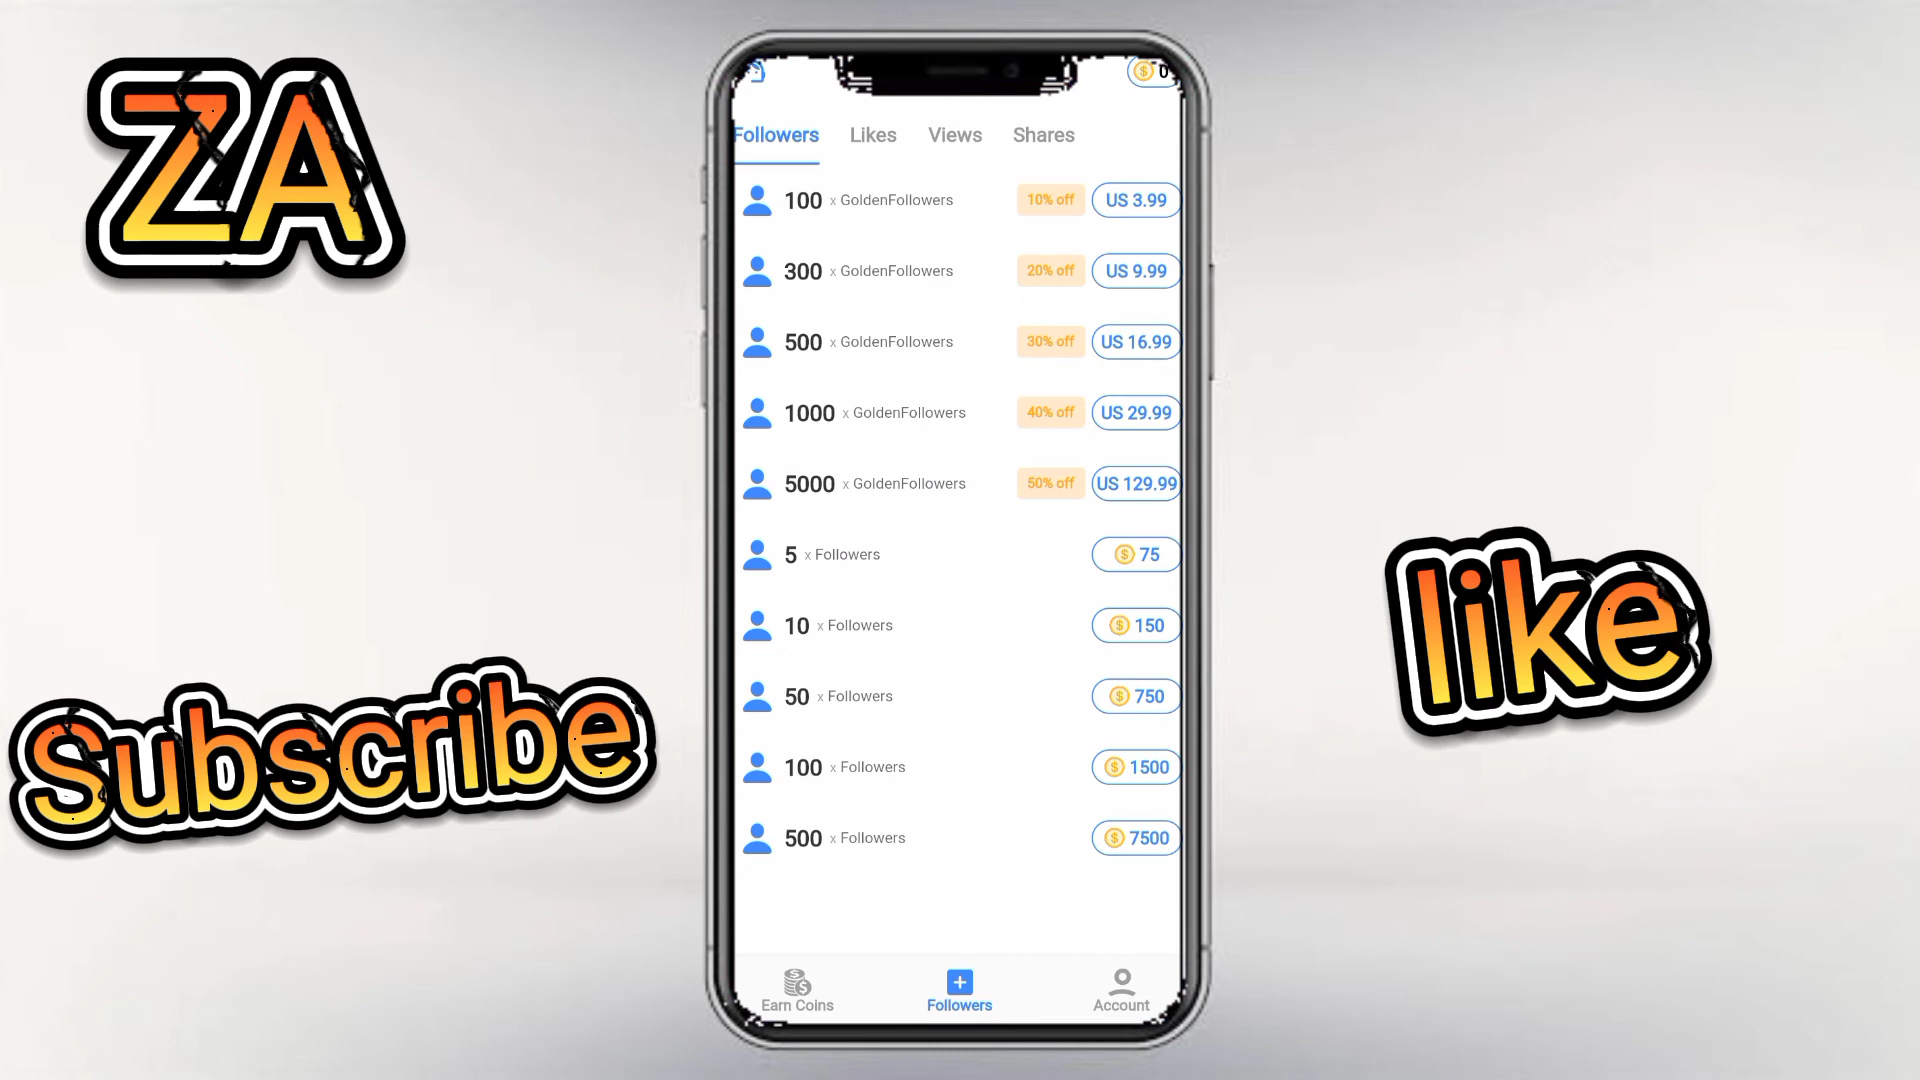 ZA
0
Followers Likes Views Shares
100 x GoldenFollowers 10% off US 3.99
300 x GoldenFollowers 20% off US 9.99
500 x GoldenFollowers 30% off US 16.99
1000 x GoldenFollowers 40% off US 29.99
5000 x GoldenFollowers 50% off US 129.99
5 x Followers $ 75
10 x Followers $ 150
50 x Followers $ 750
100 x Followers $ 1500
500 x Followers $ 7500
Earn Coins Followers Account
Subscribe
like